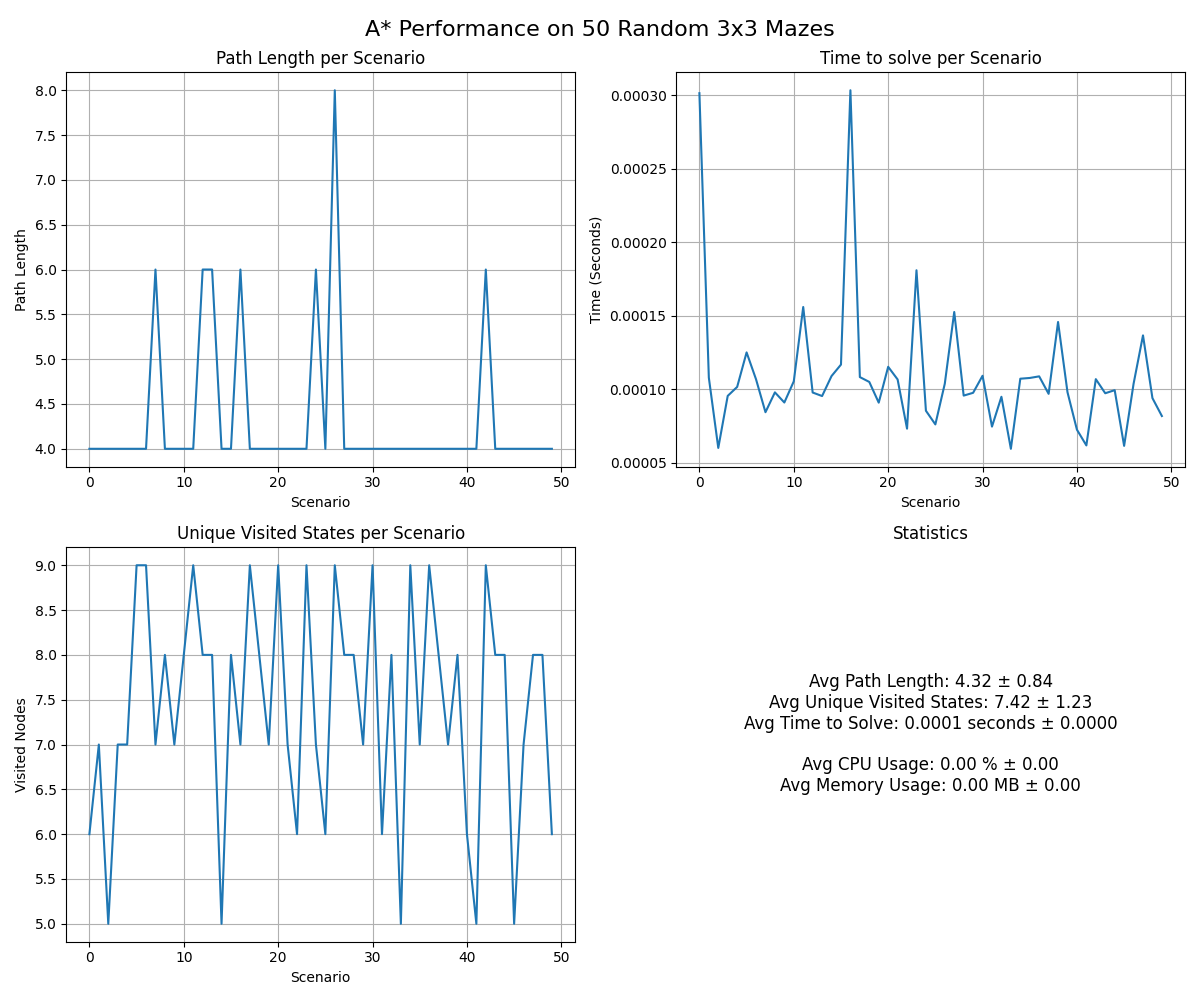 A* Performance on 50 Random 3x3 Mazes
Path Length per Scenario
8.0
7.5
7.0
6.5
6.0
5.5
5.0
4.5
4.0
Path Length
0 10 20 30 40 50
Scenario
Time to solve per Scenario
0.00030
0.00025
0.00020
0.00015
0.00010
0.00005
Time (Seconds)
0 10 20 30 40 50
Scenario
Unique Visited States per Scenario
9.0
8.5
8.0
7.5
7.0
6.5
6.0
5.5
5.0
Visited Nodes
0 10 20 30 40 50
Scenario
Statistics
Avg Path Length: 4.32 ± 0.84
Avg Unique Visited States: 7.42 ± 1.23
Avg Time to Solve: 0.0001 seconds ± 0.0000
Avg CPU Usage: 0.00 % ± 0.00
Avg Memory Usage: 0.00 MB ± 0.00